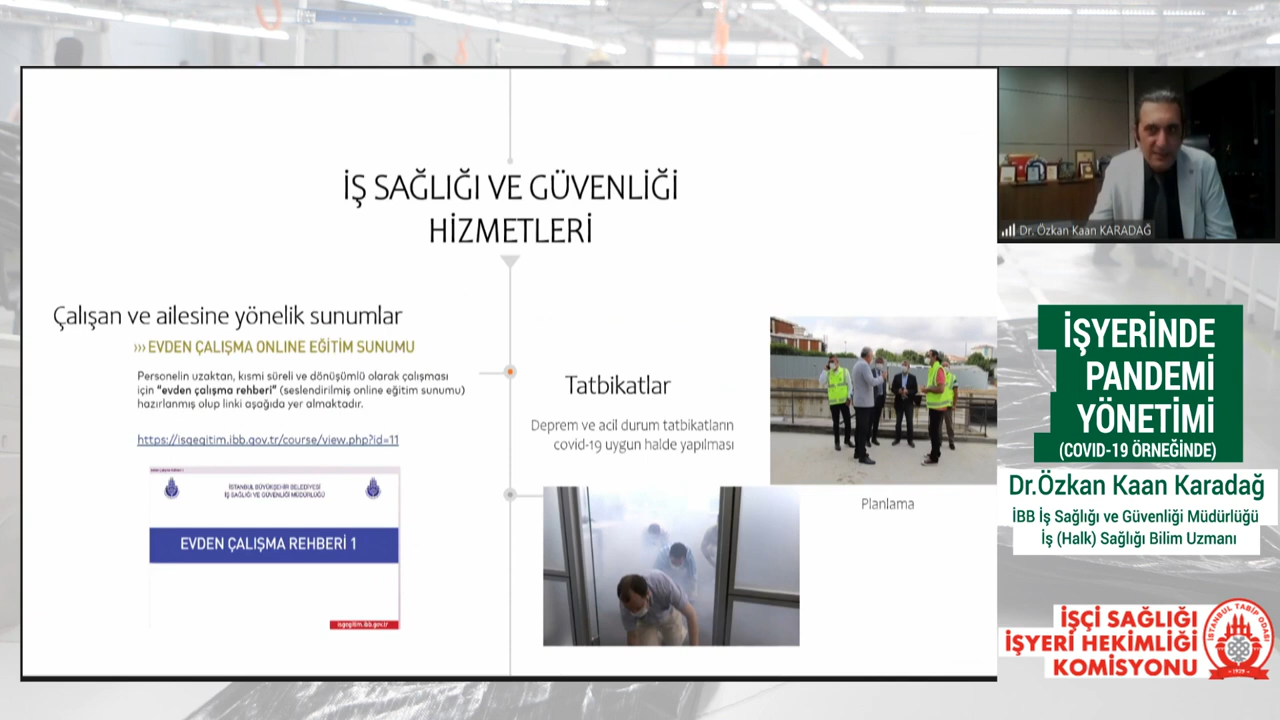 İŞ SAĞLIĞI VE GÜVENLİĞİ
HİZMETLERİ
Çalışan ve ailesine yönelik sunumlar
››› EVDEN ÇALIŞMA ONLINE EĞİTİM SUNUMU
Personelin uzaktan, kısmi süreli ve dönüşümlü olarak çalışması
için "evden çalışma rehberi" (seslendirilmiş online eğitim sunumu)
hazırlanmış olup linki aşağıda yer almaktadır.
https://isgegitim.ibb.gov.tr/course/view.php?id=11
İSTANBUL BÜYÜKŞEHİR BELEDİYESİ
İŞ SAĞLIĞI VE GÜVENLİĞİ MÜDÜRLÜĞÜ
EVDEN ÇALIŞMA REHBERİ 1
isgegitim.ibb.gov.tr
Tatbikatlar
Deprem ve acil durum tatbikatların
covid-19 uygun halde yapılması
Planlama
Dr. Özkan Kaan KARADAĞ
İŞYERİNDE
PANDEMİ
YÖNETİMİ
(COVID-19 ÖRNEĞİNDE)
Dr.Özkan Kaan Karadağ
İBB İş Sağlığı ve Güvenliği Müdürlüğü
İş (Halk) Sağlığı Bilim Uzmanı
İŞÇİ SAĞLIĞI
İŞYERİ HEKİMLİĞİ
KOMİSYONU
İSTANBUL TABİP ODASI
1929